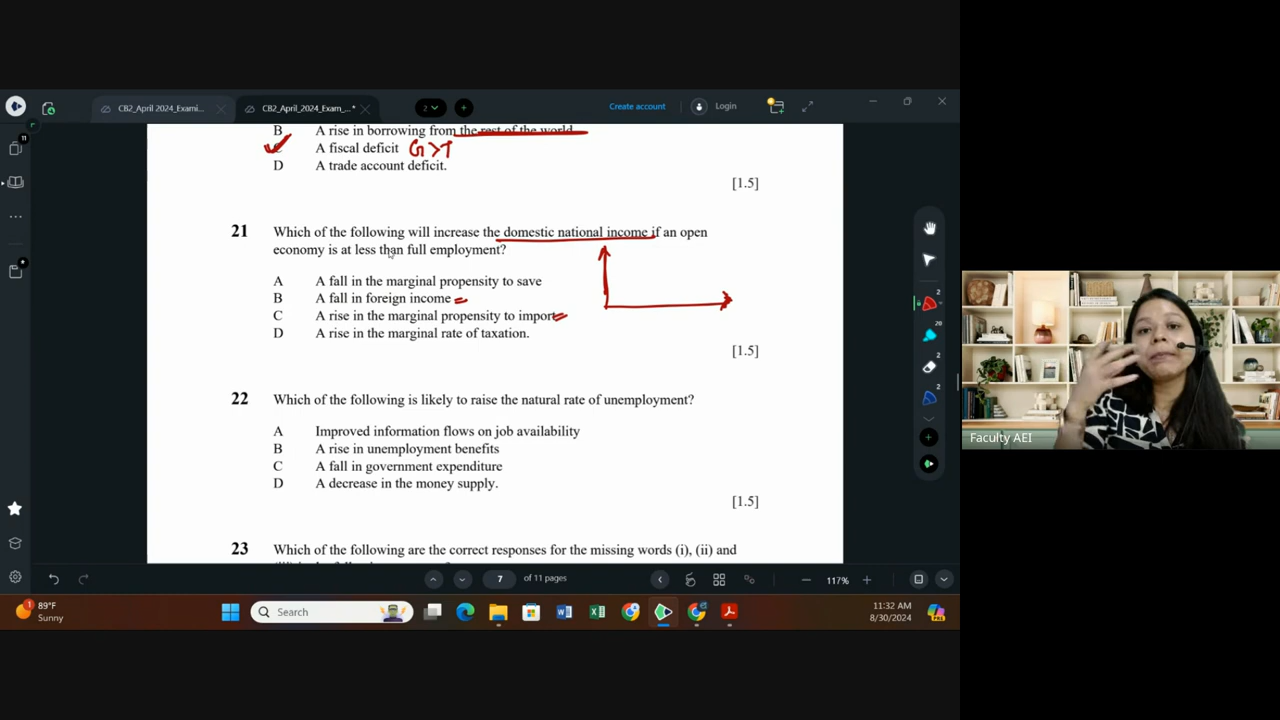 Create account
Login
CB2_April 2024_Exami...
CB2_April_2024_Exam_... *
2
B A rise in borrowing from the rest of the world
A fiscal deficit G>T
D A trade account deficit.
[1.5]
21 Which of the following will increase the domestic national income if an open
economy is at less than full employment?
A A fall in the marginal propensity to save
B A fall in foreign income
C A rise in the marginal propensity to import
D A rise in the marginal rate of taxation.
[1.5]
22 Which of the following is likely to raise the natural rate of unemployment?
A Improved information flows on job availability
B A rise in unemployment benefits
C A fall in government expenditure
D A decrease in the money supply.
[1.5]
23 Which of the following are the correct responses for the missing words (i), (ii) and
11
2
20
2
2
Faculty AEI
7 of 11 pages
117%
1
89°F
Sunny
Search
11:32 AM
8/30/2024